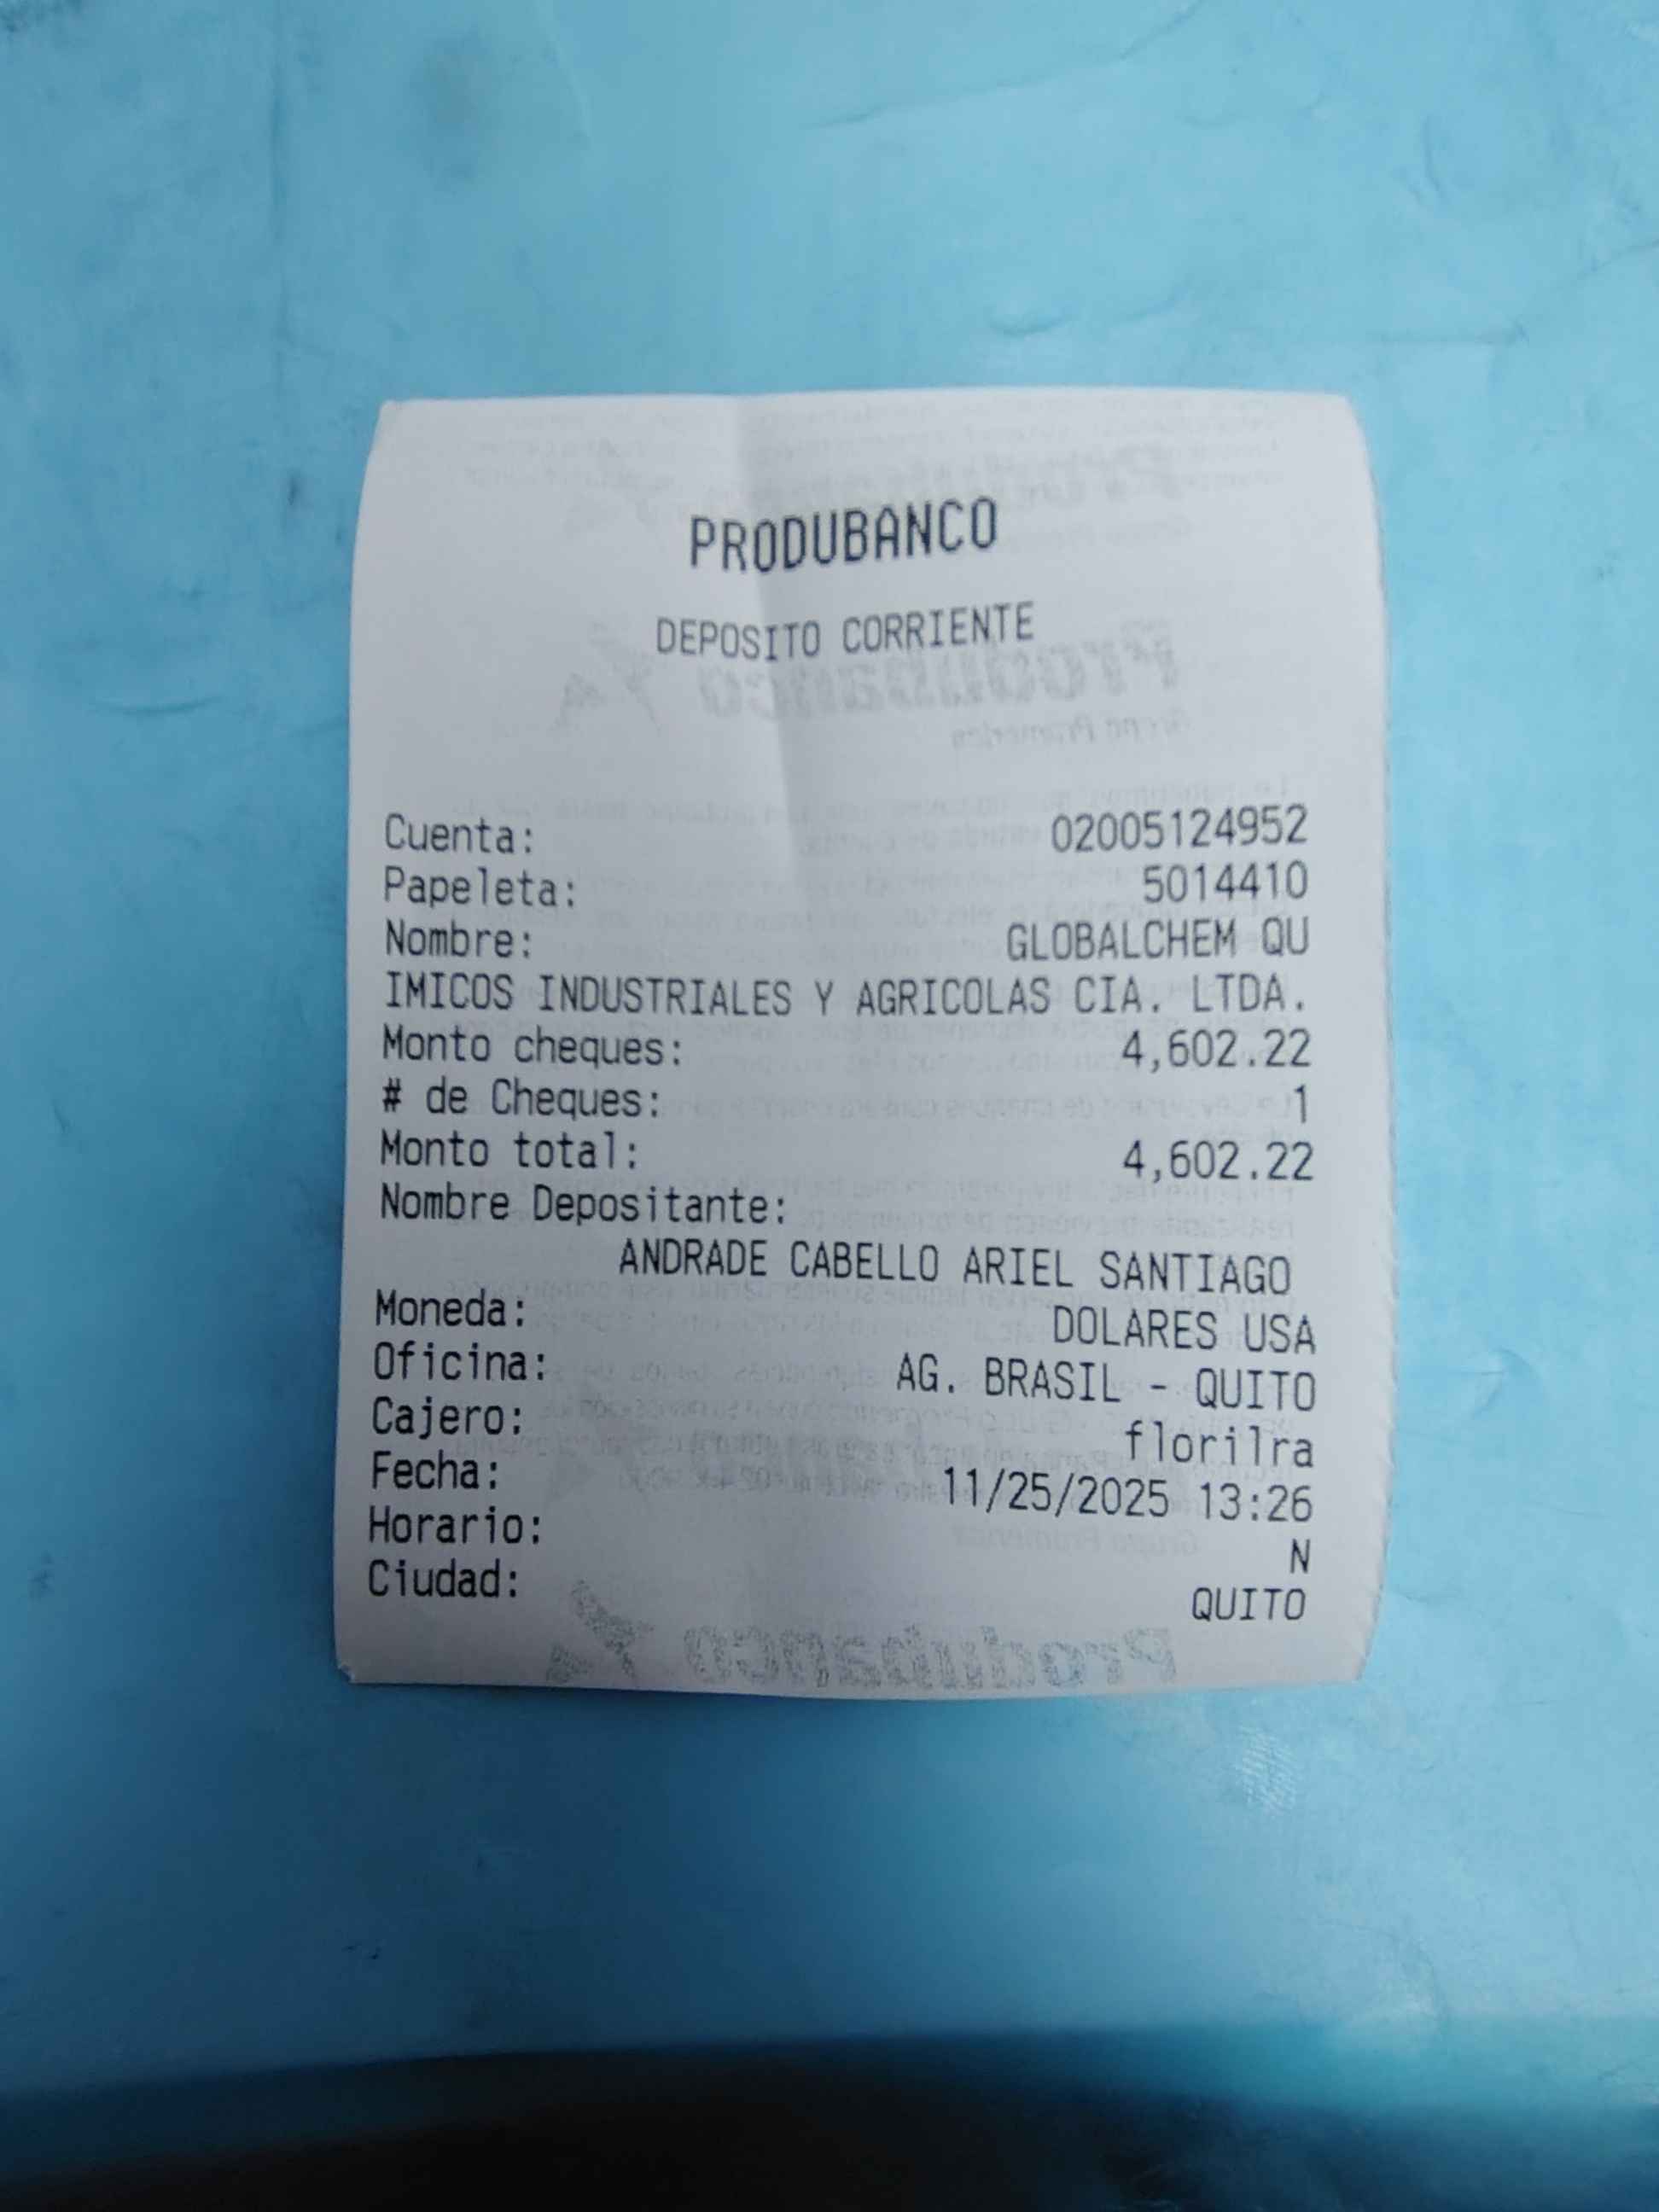 PRODUBANCO
DEPOSITO CORRIENTE
Cuenta: 02005124952
Papeleta: 5014410
Nombre: GLOBALCHEM QU
IMICOS INDUSTRIALES Y AGRICOLAS CIA. LTDA.
Monto cheques: 4,602.22
# de Cheques: 1
Monto total: 4,602.22
Nombre Depositante:
ANDRADE CABELLO ARIEL SANTIAGO
Moneda: DOLARES USA
Oficina: AG. BRASIL - QUITO
Cajero: florilra
Fecha: 11/25/2025 13:26
Horario: N
Ciudad: QUITO